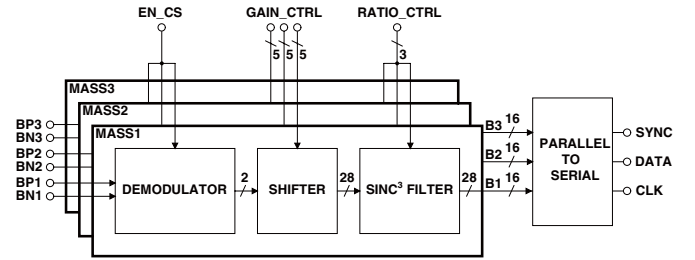 EN_CS GAIN_CTRL RATIO_CTRL
5 5 5 3
MASS3
MASS2
MASS1
BP3
BN3
BP2
BN2
BP1
BN1
DEMODULATOR
2
SHIFTER
28
SINC³ FILTER
28
B3 16
B2 16
B1 16
PARALLEL
TO
SERIAL
SYNC
DATA
CLK